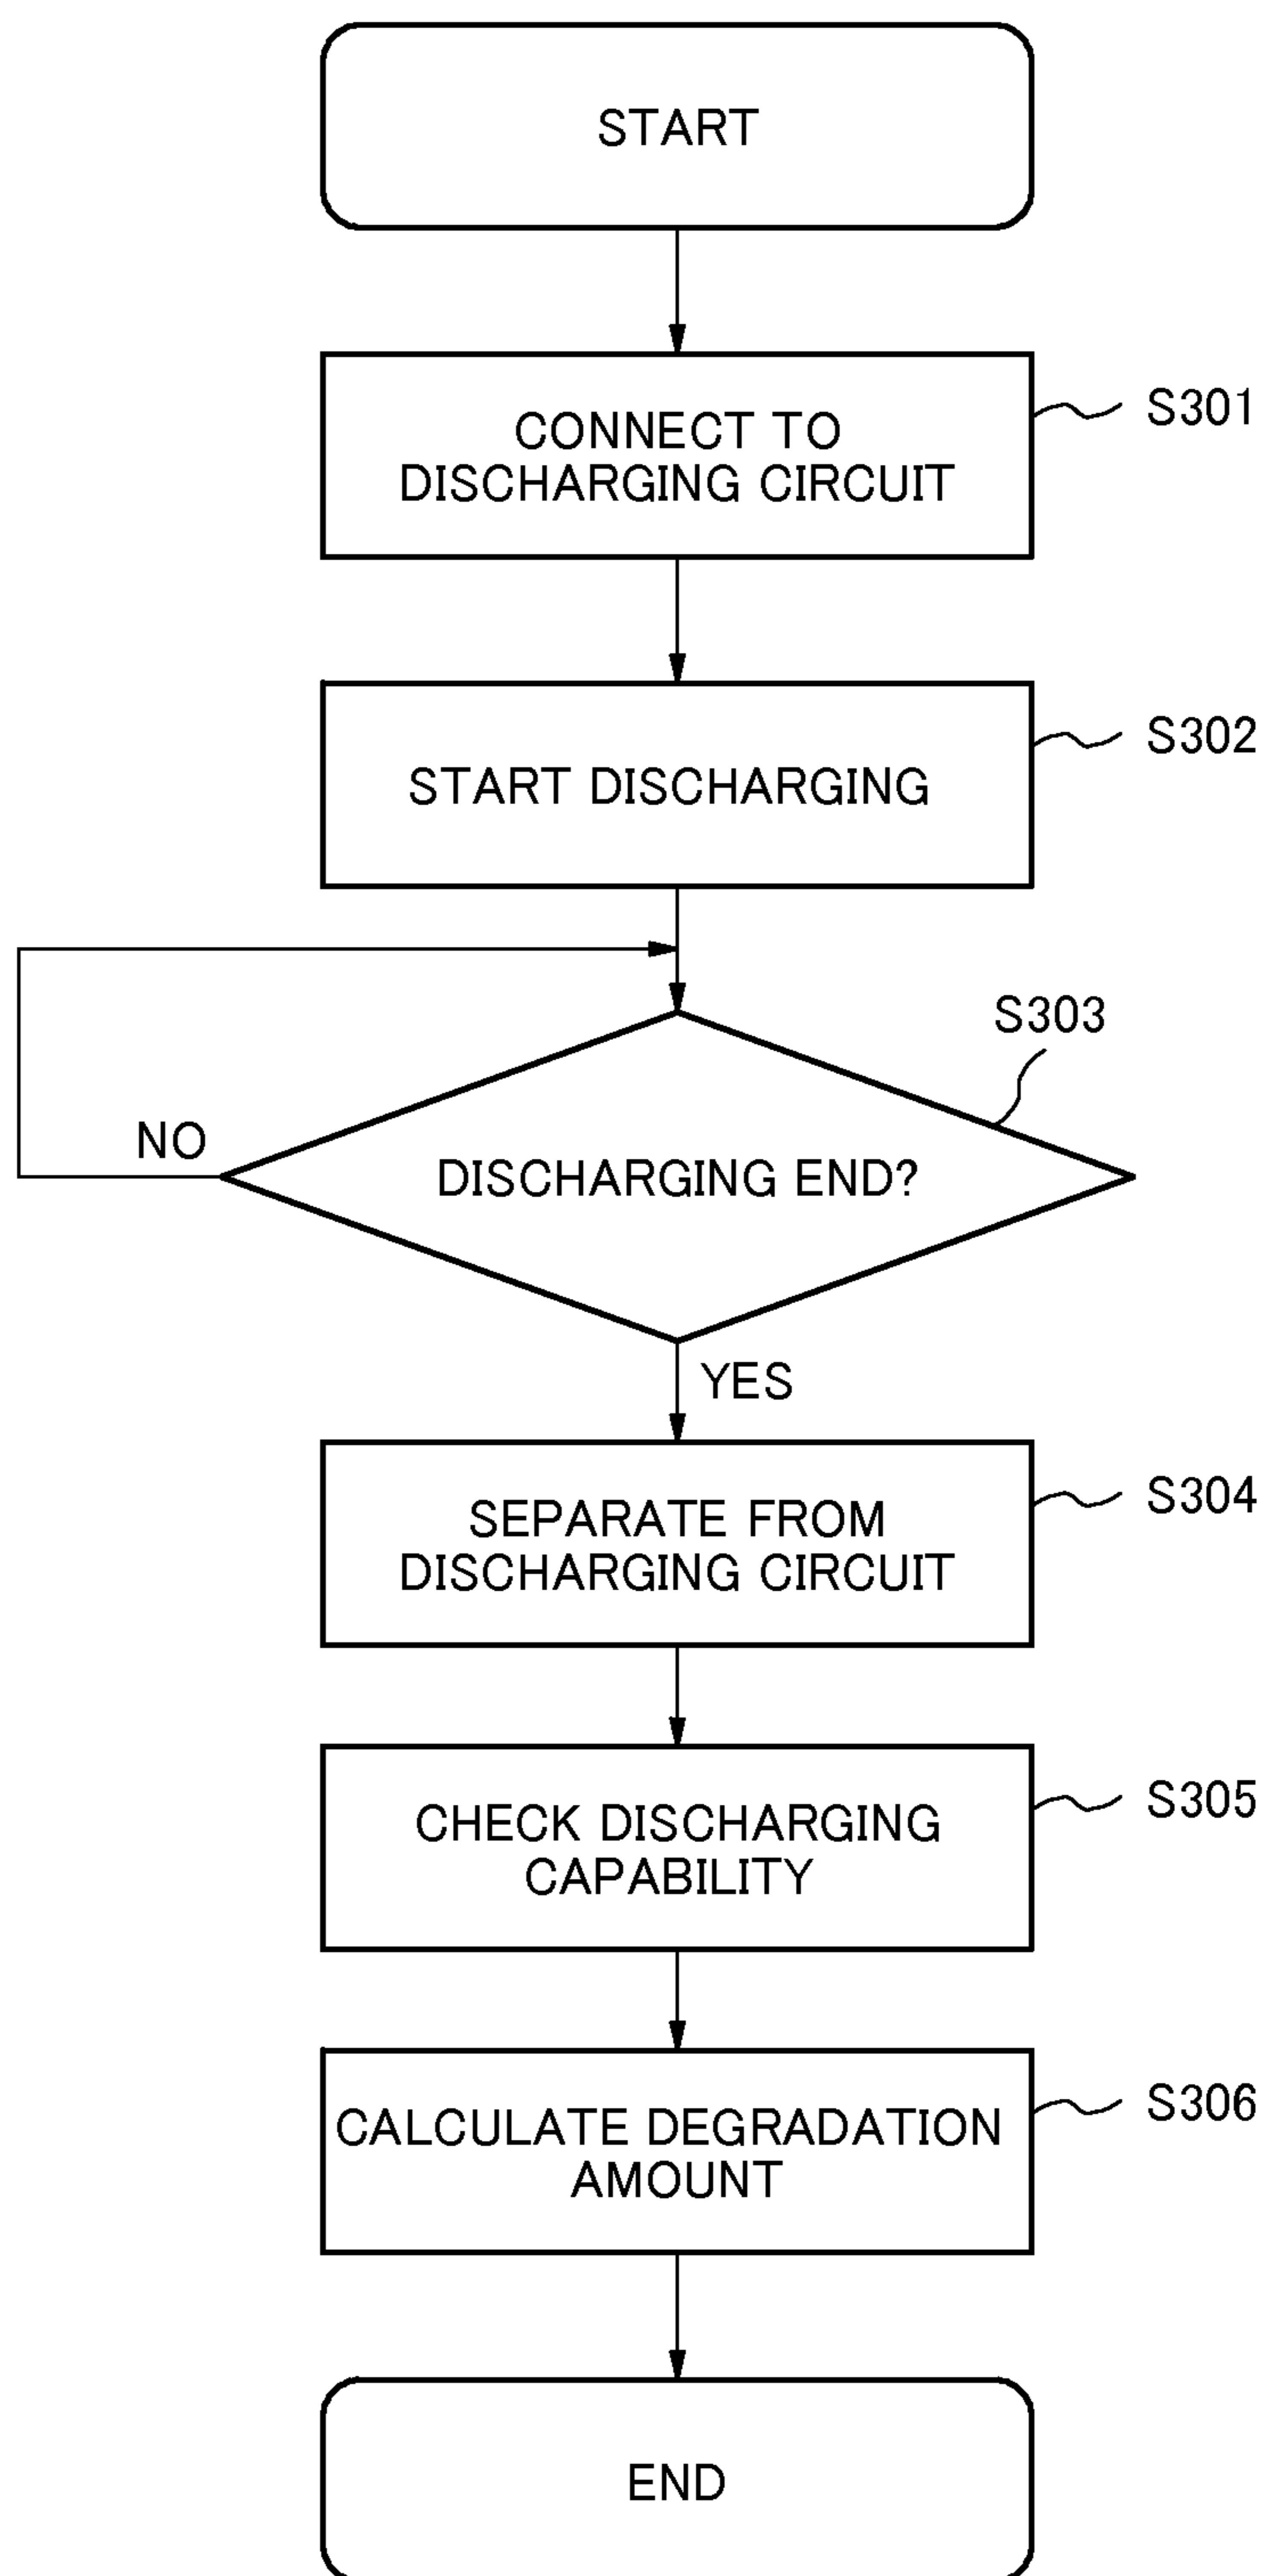 START
CONNECT TO
DISCHARGING CIRCUIT
S301
START DISCHARGING
S302
S303
DISCHARGING END?
NO
YES
SEPARATE FROM
DISCHARGING CIRCUIT
S304
CHECK DISCHARGING
CAPABILITY
S305
CALCULATE DEGRADATION
AMOUNT
S306
END